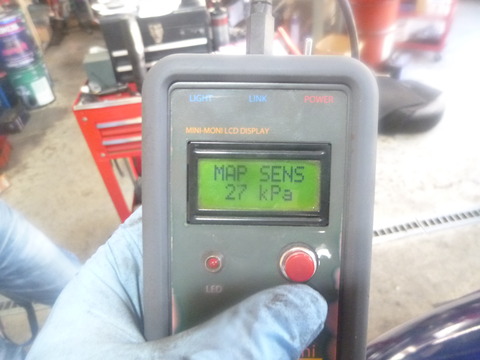 LIGHT LINK POWER
MINI-MONI LCD DISPLAY
MAP SENS
27 kPa
LED